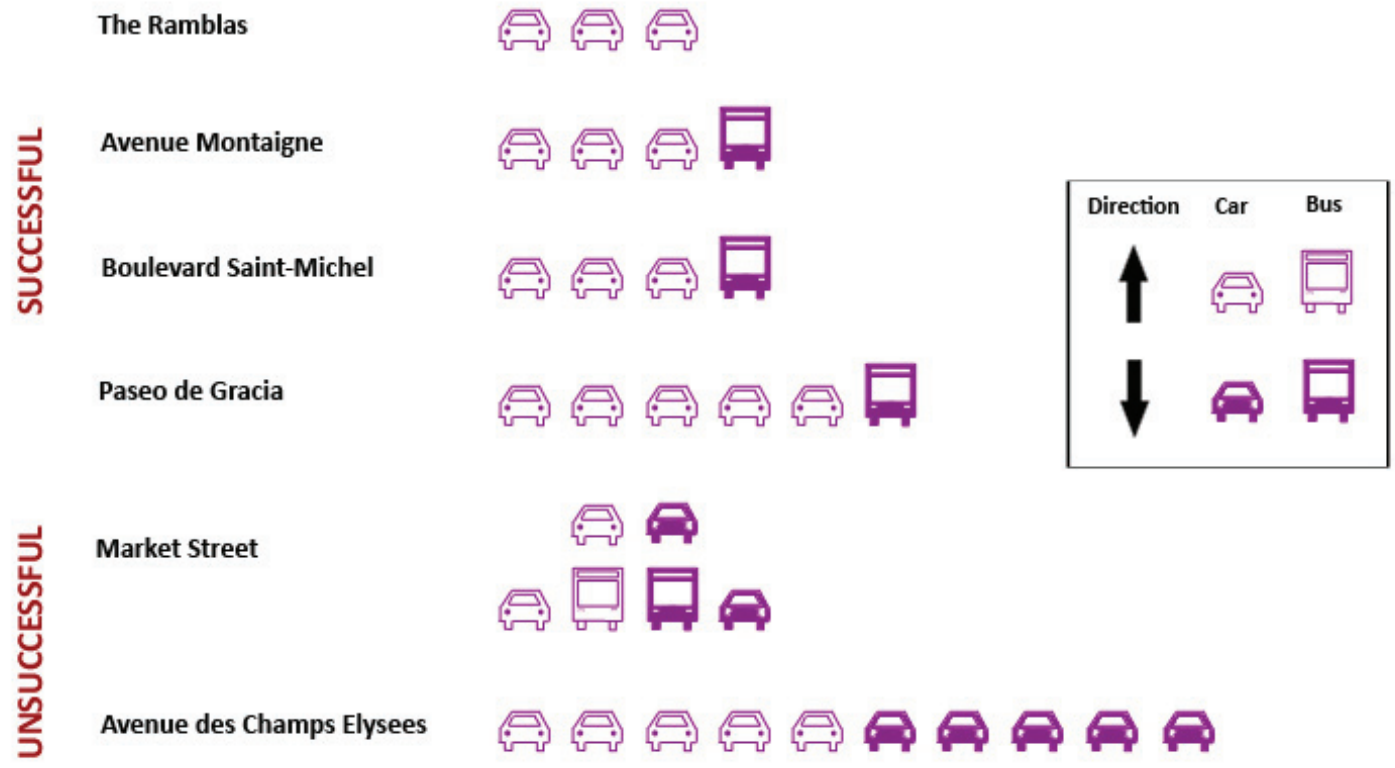 The Ramblas
SUCCESSFUL
Avenue Montaigne
Boulevard Saint-Michel
Paseo de Gracia
Direction Car Bus
UNSUCCESSFUL
Market Street
Avenue des Champs Elysees